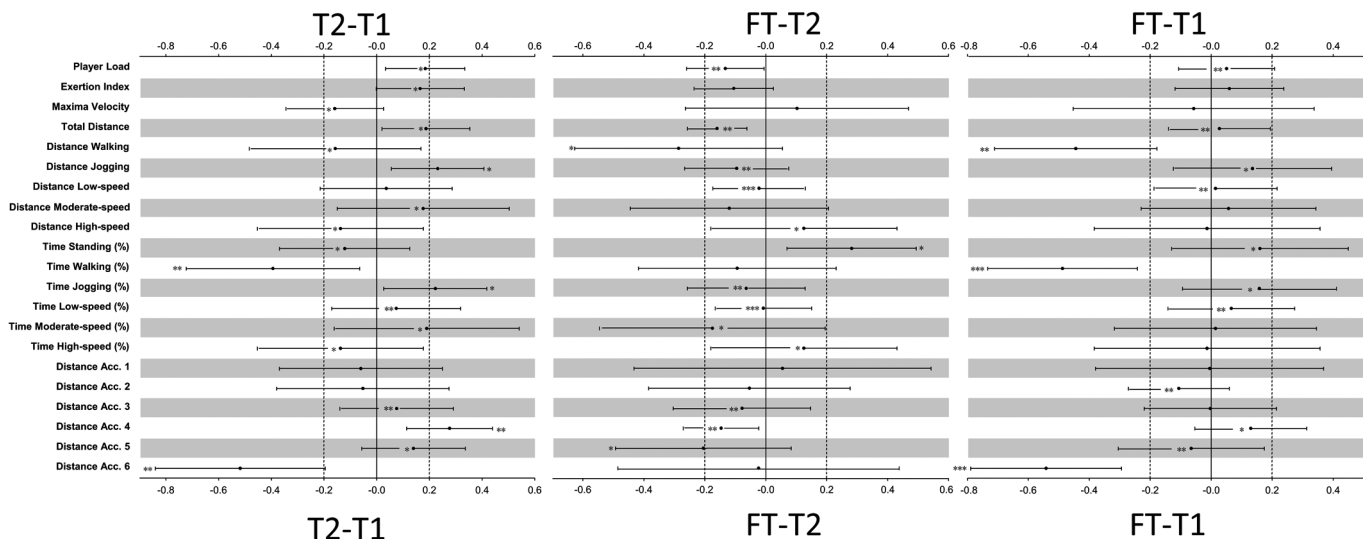 T2-T1 FT-T2 FT-T1
-0.8 -0.6 -0.4 -0.2 -0.0 0.2 0.4 0.6 -0.6 -0.4 -0.2 -0.0 0.2 0.4 0.6 -0.8 -0.6 -0.4 -0.2 -0.0 0.2 0.4
Player Load * ** **
Exertion Index *
Maxima Velocity *
Total Distance * ** **
Distance Walking * * **
Distance Jogging * ** *
Distance Low-speed *** **
Distance Moderate-speed *
Distance High-speed * *
Time Standing (%) * * *
Time Walking (%) ** ***
Time Jogging (%) * ** *
Time Low-speed (%) ** *** **
Time Moderate-speed (%) * *
Time High-speed (%) * *
Distance Acc. 1
Distance Acc. 2 **
Distance Acc. 3 ** **
Distance Acc. 4 ** ** *
Distance Acc. 5 * * **
Distance Acc. 6 ** ***
-0.8 -0.6 -0.4 -0.2 -0.0 0.2 0.4 0.6 -0.6 -0.4 -0.2 -0.0 0.2 0.4 0.6 -0.8 -0.6 -0.4 -0.2 -0.0 0.2 0.4
T2-T1 FT-T2 FT-T1